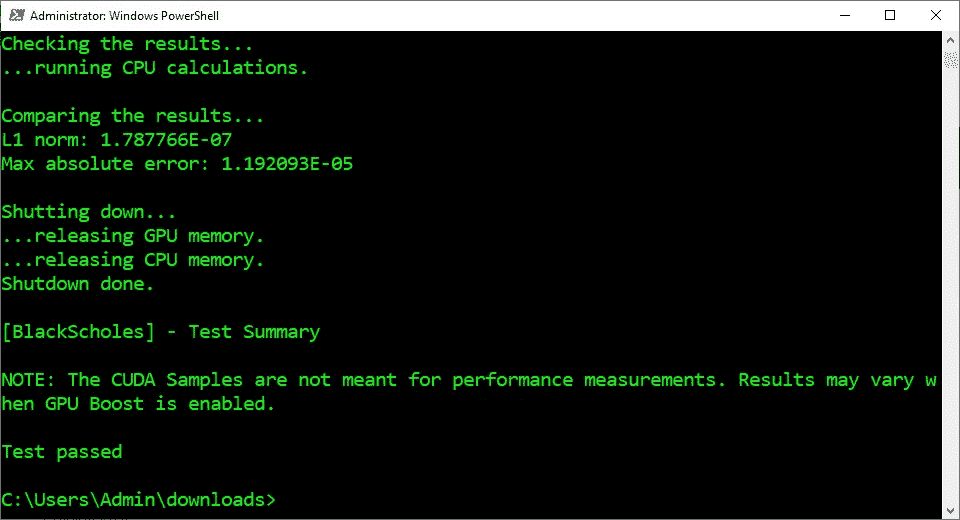 Administrator: Windows PowerShell
Checking the results...
...running CPU calculations.
Comparing the results...
L1 norm: 1.787766E-07
Max absolute error: 1.192093E-05
Shutting down...
...releasing GPU memory.
...releasing CPU memory.
Shutdown done.
[BlackScholes] - Test Summary
NOTE: The CUDA Samples are not meant for performance measurements. Results may vary w
hen GPU Boost is enabled.
Test passed
C:\Users\Admin\downloads>